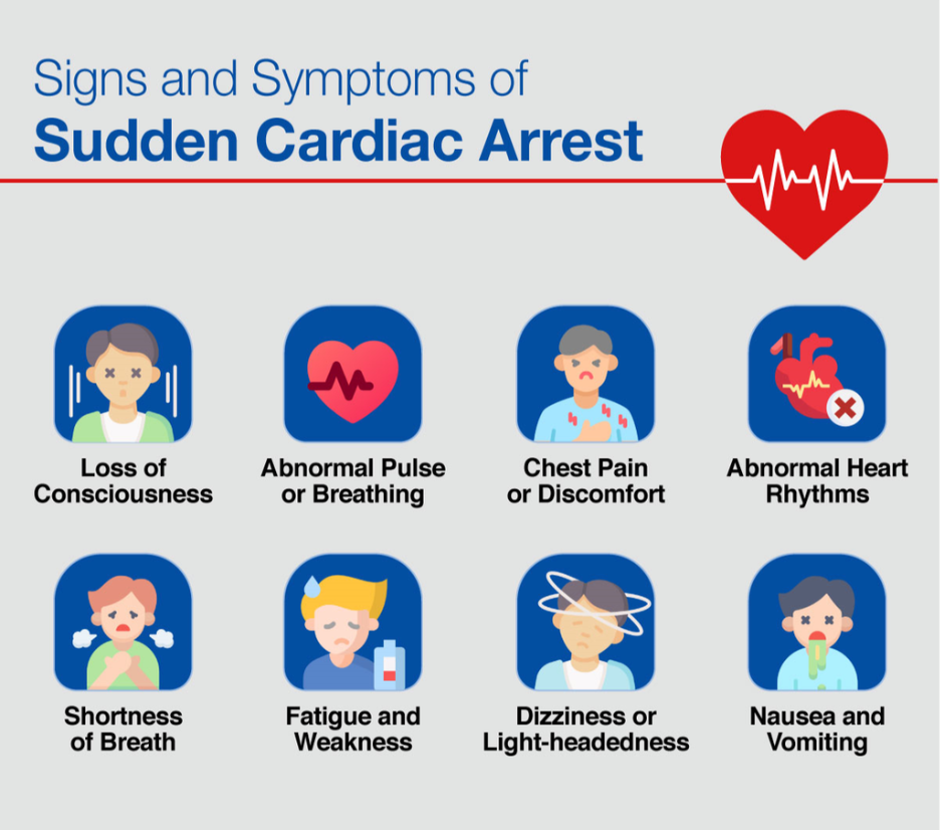 Signs and Symptoms of
Sudden Cardiac Arrest
Loss of
Consciousness
Abnormal Pulse
or Breathing
Chest Pain
or Discomfort
Abnormal Heart
Rhythms
Shortness
of Breath
Fatigue and
Weakness
Dizziness or
Light-headedness
Nausea and
Vomiting